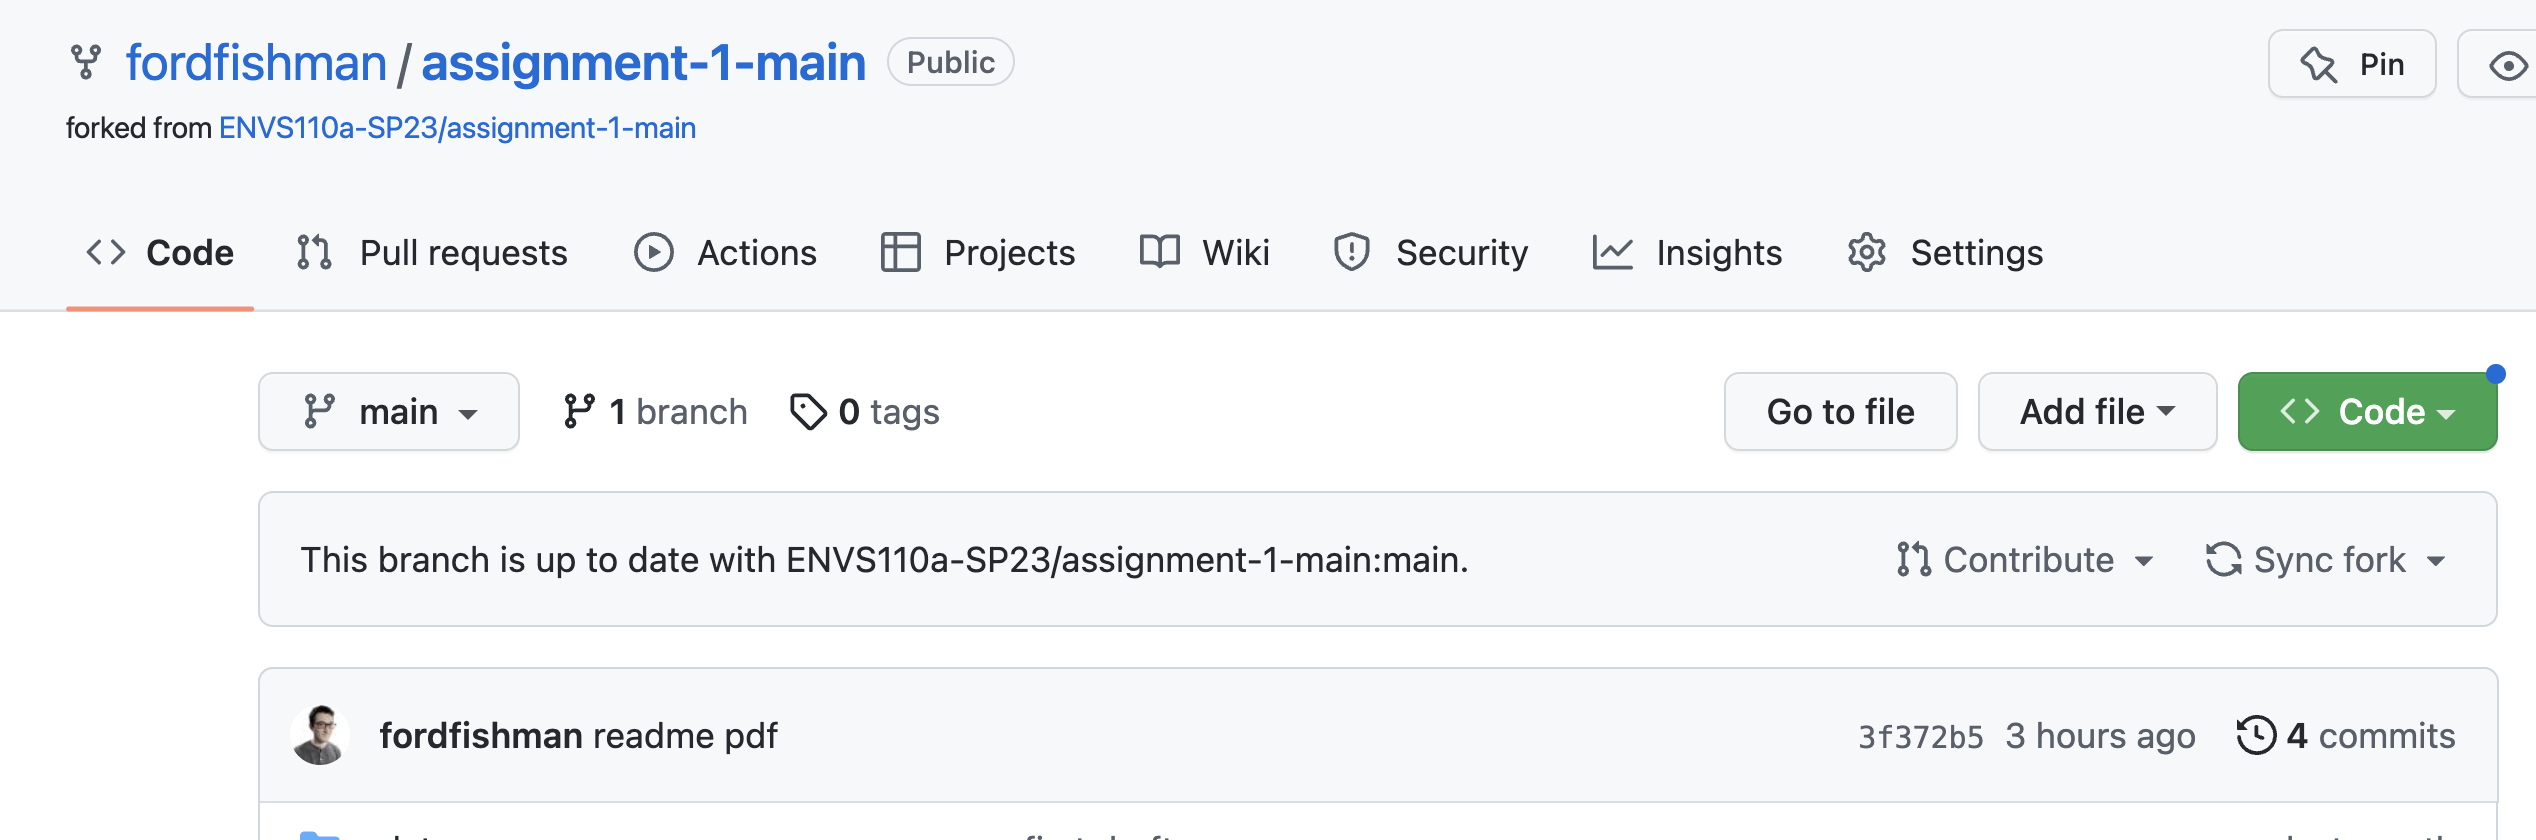 fordfishman / assignment-1-main Public Pin
forked from ENVS110a-SP23/assignment-1-main
Code Pull requests Actions Projects Wiki Security Insights Settings
main 1 branch 0 tags Go to file Add file Code
This branch is up to date with ENVS110a-SP23/assignment-1-main:main. Contribute Sync fork
fordfishman readme pdf 3f372b5 3 hours ago 4 commits